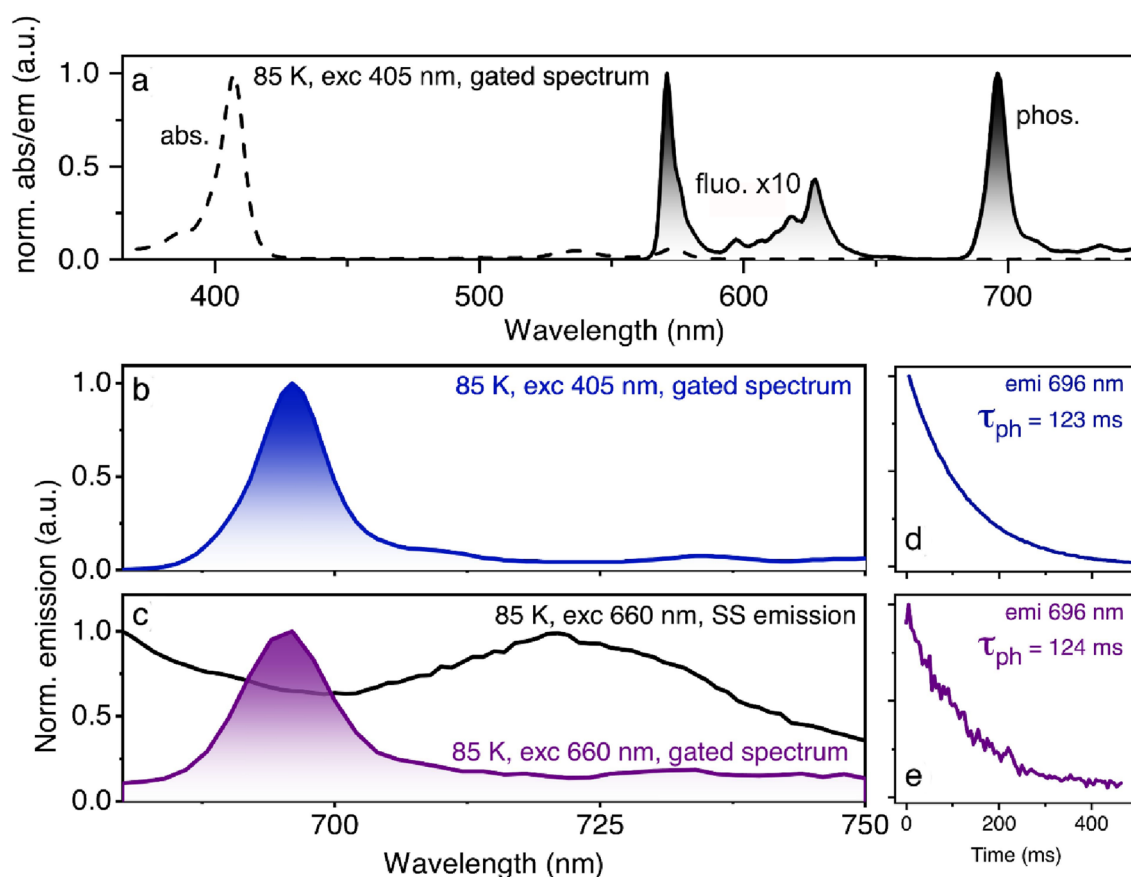 a
85 K, exc 405 nm, gated spectrum
abs.
fluo. x10
phos.
norm. abs/em (a.u.)
1.0
0.5
0.0
400
500
600
700
Wavelength (nm)
b
85 K, exc 405 nm, gated spectrum
1.0
0.5
0.0
d
emi 696 nm
τph = 123 ms
Norm. emission (a.u.)
c
85 K, exc 660 nm, SS emission
85 K, exc 660 nm, gated spectrum
1.0
0.5
0.0
700
725
750
Wavelength (nm)
e
emi 696 nm
τph = 124 ms
0
200
400
Time (ms)